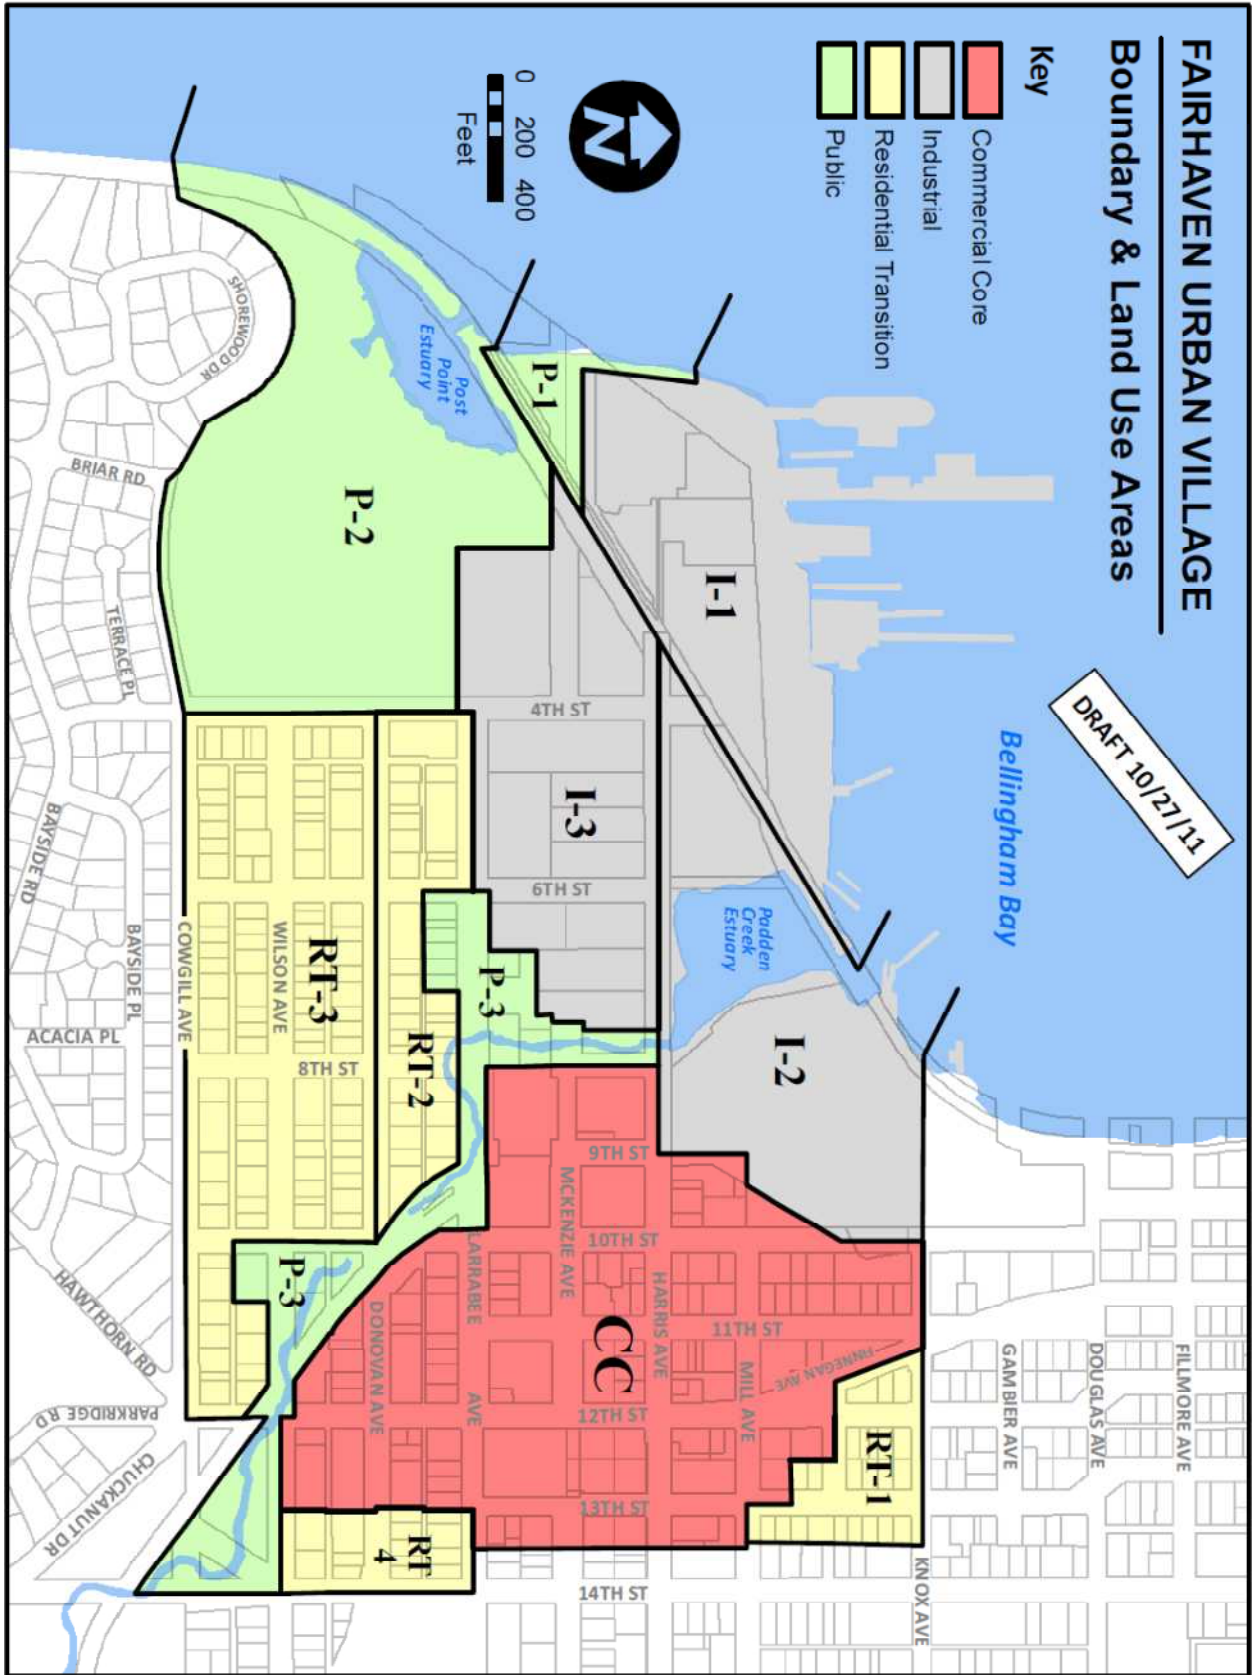 FAIRHAVEN URBAN VILLAGE
Boundary & Land Use Areas
Key
Commercial Core
Industrial
Residential Transition
Public
N
0 200 400
Feet
DRAFT 10/27/11
Bellingham Bay
Post
Point
Estuary
Padden
Creek
Estuary
P-1
P-2
I-1
I-2
I-3
P-3
P-3
RT-3
RT-2
CC
RT-1
RT
4
SHOREWOOD DR
BRIAR RD
TERRACE PL
BAYSIDE RD
BAYSIDE PL
ACACIA PL
COWGILL AVE
WILSON AVE
HAWTHORN RD
PARKRIDGE RD
CHUCKANUT DR
4TH ST
6TH ST
8TH ST
9TH ST
10TH ST
11TH ST
12TH ST
13TH ST
14TH ST
MCKENZIE AVE
LARRABEE AVE
DONOVAN AVE
HARRIS AVE
MILL AVE
FINNEGAN AVE
KNOX AVE
GAMBIER AVE
DOUGLAS AVE
FILLMORE AVE